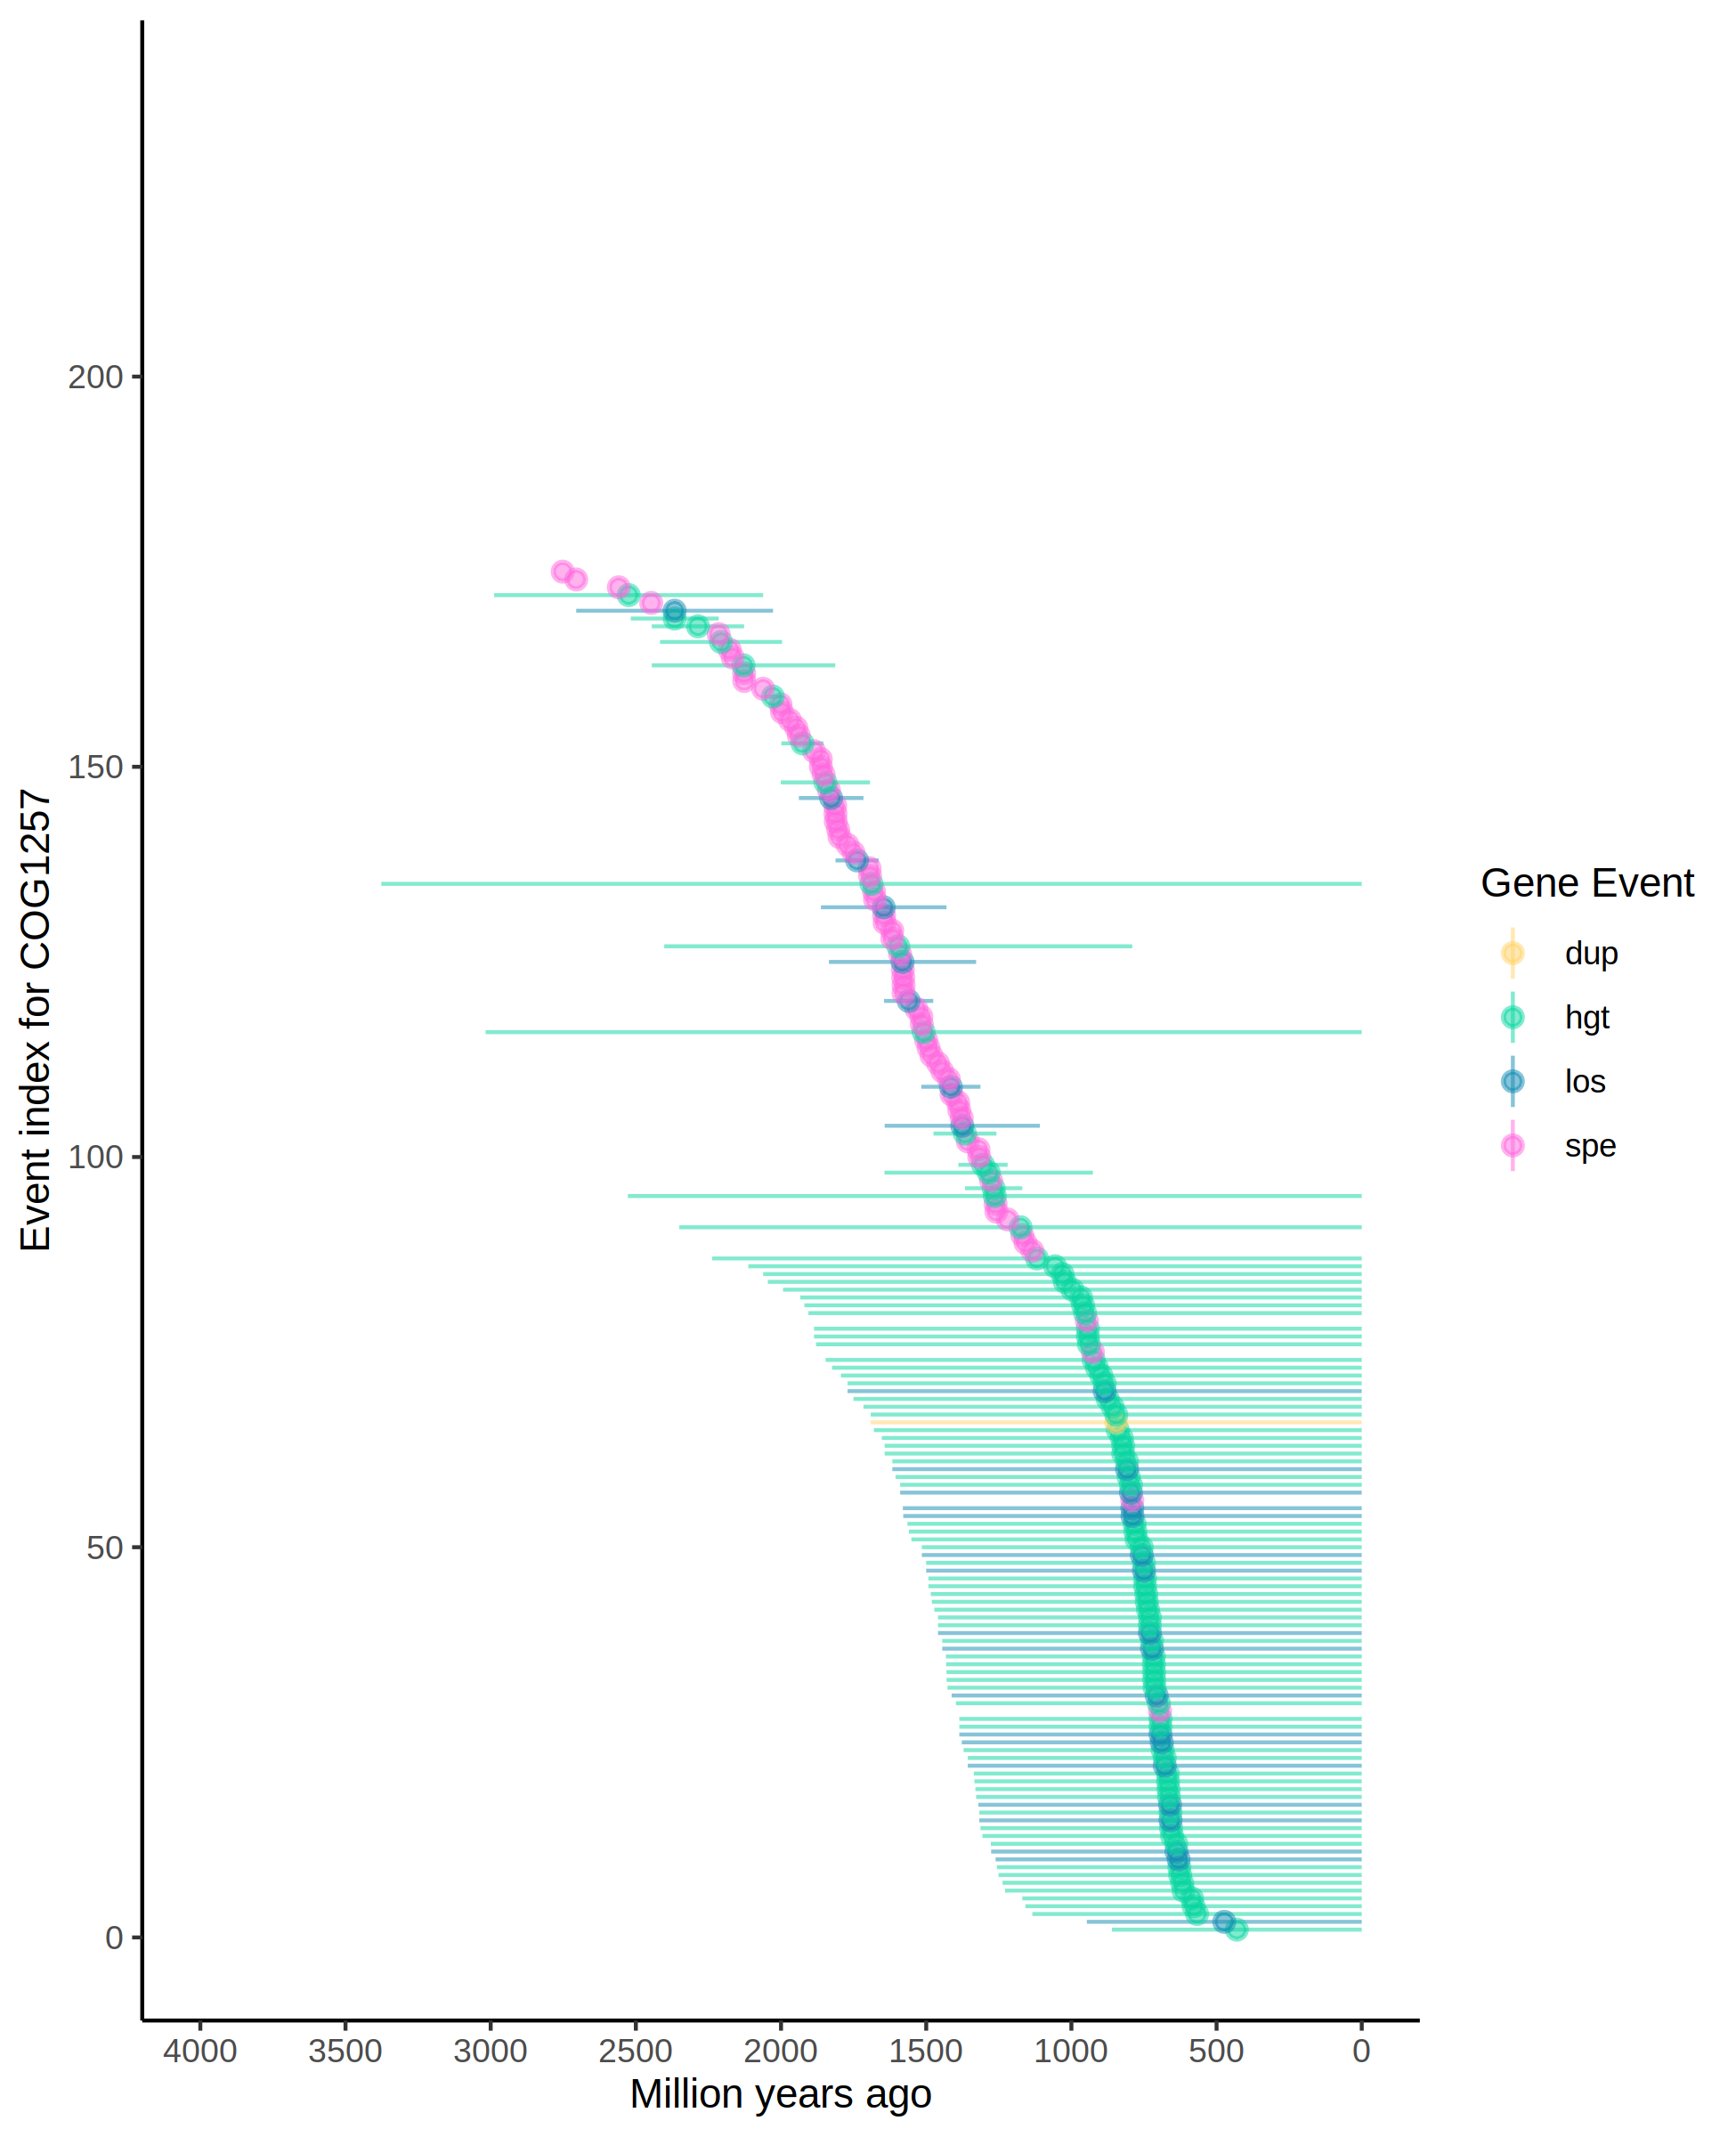 200
150
100
50
0
Event index for COG1257
4000 3500 3000 2500 2000 1500 1000 500 0
Million years ago
Gene Event
dup
hgt
los
spe